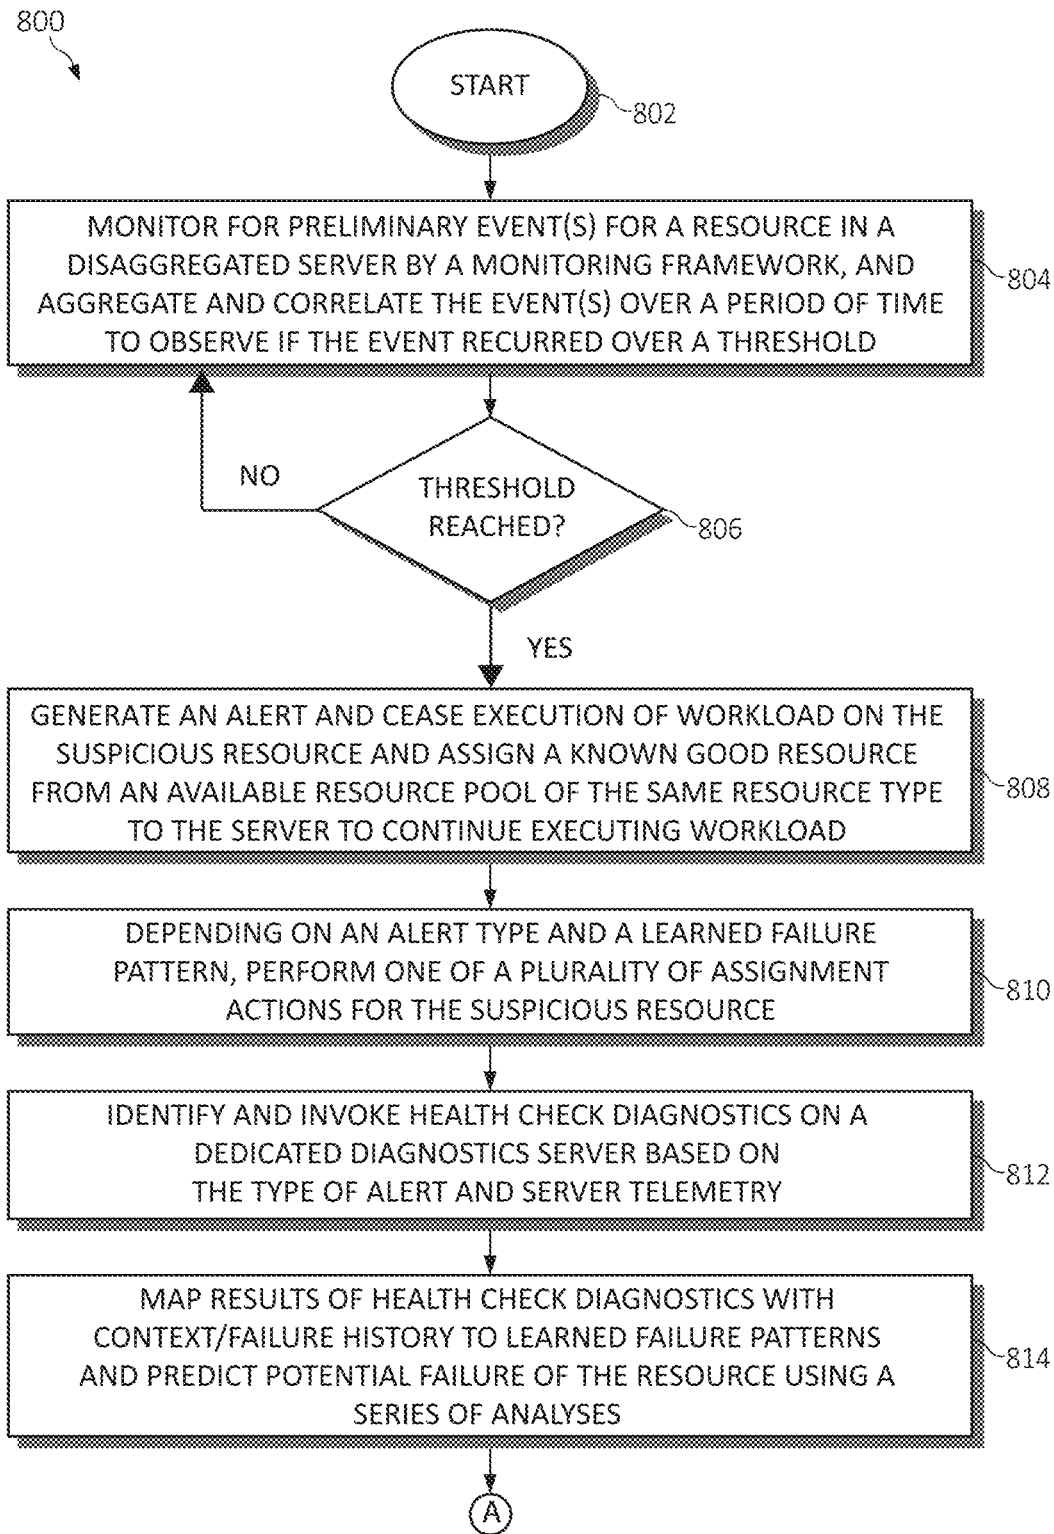 800
START
802
MONITOR FOR PRELIMINARY EVENT(S) FOR A RESOURCE IN A
DISAGGREGATED SERVER BY A MONITORING FRAMEWORK, AND
AGGREGATE AND CORRELATE THE EVENT(S) OVER A PERIOD OF TIME
TO OBSERVE IF THE EVENT RECURRED OVER A THRESHOLD
804
NO
THRESHOLD
REACHED?
806
YES
GENERATE AN ALERT AND CEASE EXECUTION OF WORKLOAD ON THE
SUSPICIOUS RESOURCE AND ASSIGN A KNOWN GOOD RESOURCE
FROM AN AVAILABLE RESOURCE POOL OF THE SAME RESOURCE TYPE
TO THE SERVER TO CONTINUE EXECUTING WORKLOAD
808
DEPENDING ON AN ALERT TYPE AND A LEARNED FAILURE
PATTERN, PERFORM ONE OF A PLURALITY OF ASSIGNMENT
ACTIONS FOR THE SUSPICIOUS RESOURCE
810
IDENTIFY AND INVOKE HEALTH CHECK DIAGNOSTICS ON A
DEDICATED DIAGNOSTICS SERVER BASED ON
THE TYPE OF ALERT AND SERVER TELEMETRY
812
MAP RESULTS OF HEALTH CHECK DIAGNOSTICS WITH
CONTEXT/FAILURE HISTORY TO LEARNED FAILURE PATTERNS
AND PREDICT POTENTIAL FAILURE OF THE RESOURCE USING A
SERIES OF ANALYSES
814
A